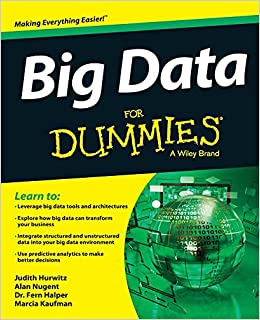 Making Everything Easier!™
Big Data
FOR
DUMMIES®
A Wiley Brand
Learn to:
• Leverage big data tools and architectures
• Explore how big data can transform
your business
• Integrate structured and unstructured
data into your big data environment
• Use predictive analytics to make
better decisions
Judith Hurwitz
Alan Nugent
Dr. Fern Halper
Marcia Kaufman